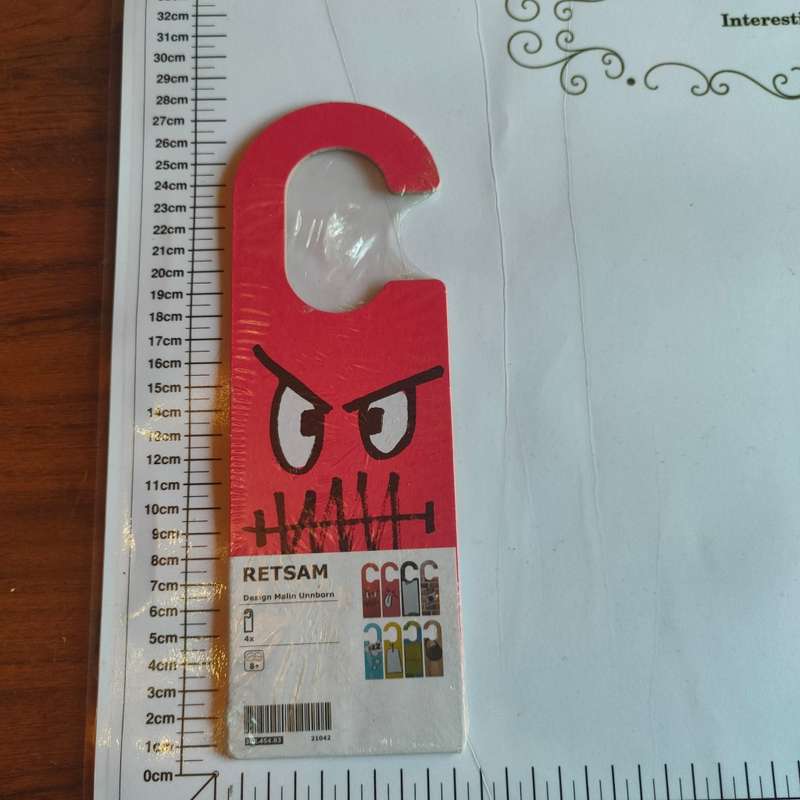 32cm
31cm
30cm
29cm
28cm
27cm
26cm
25cm
24cm
23cm
22cm
21cm
20cm
19cm
18cm
17cm
16cm
15cm
14cm
13cm
12cm
11cm
10cm
9cm
8cm
7cm
6cm
5cm
4cm
3cm
2cm
1cm
0cm
RETSAM
Design Malin Unnborn
4x
8+
21042